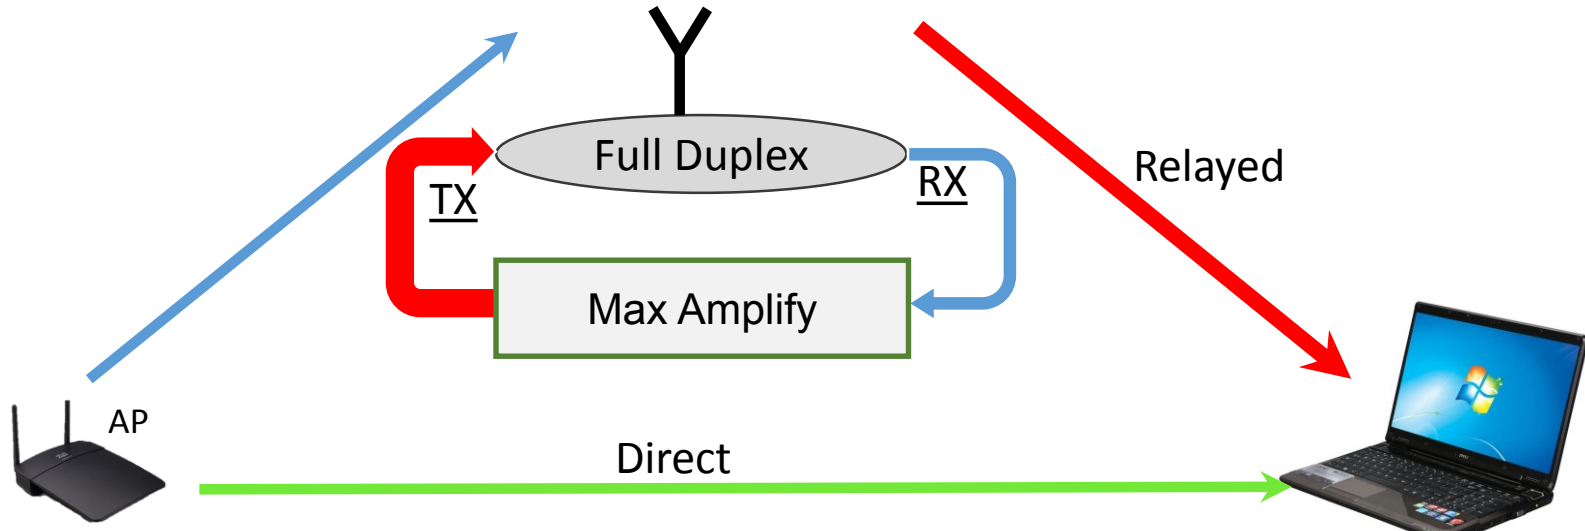 Full Duplex
TX
RX
Relayed
Max Amplify
AP
Direct